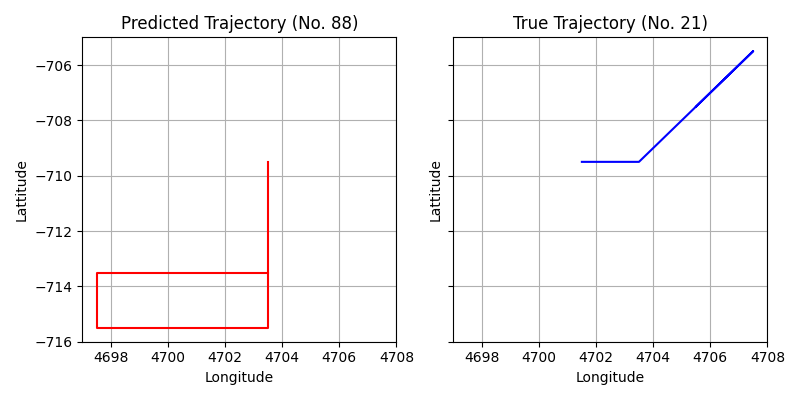 Predicted Trajectory (No. 88)
True Trajectory (No. 21)
−706
−708
−710
−712
−714
−716
Lattitude
Lattitude
4698 4700 4702 4704 4706 4708
4698 4700 4702 4704 4706 4708
Longitude
Longitude